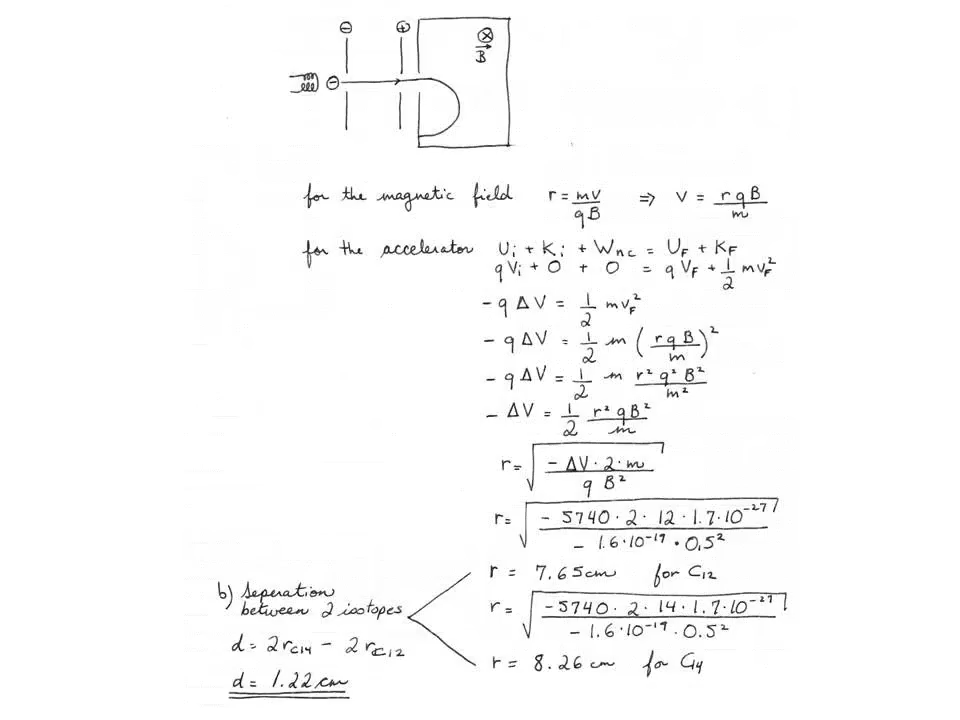 ⊖ ⊕ ⊗
B
⊖
for the magnetic field r = mv/qB ⇒ v = rqB/m
for the accelerator Ui + Ki + Wnc = UF + KF
qVi + 0 + 0 = qVF + 1/2 mvF²
- qΔV = 1/2 mvF²
- qΔV = 1/2 m (rqB/m)²
- qΔV = 1/2 m r²q²B²/m²
- ΔV = 1/2 r²qB²/m
r = √(-ΔV·2·m / q B²)
r = √(-5740·2·12·1.7·10⁻²⁷ / -1.6·10⁻¹⁹·0.5²)
r = 7.65 cm for C12
b) Seperation
between 2 isotopes
r = √(-5740·2·14·1.7·10⁻²⁷ / -1.6·10⁻¹⁹·0.5²)
d = 2rC14 - 2rC12
r = 8.26 cm for C14
d = 1.22 cm